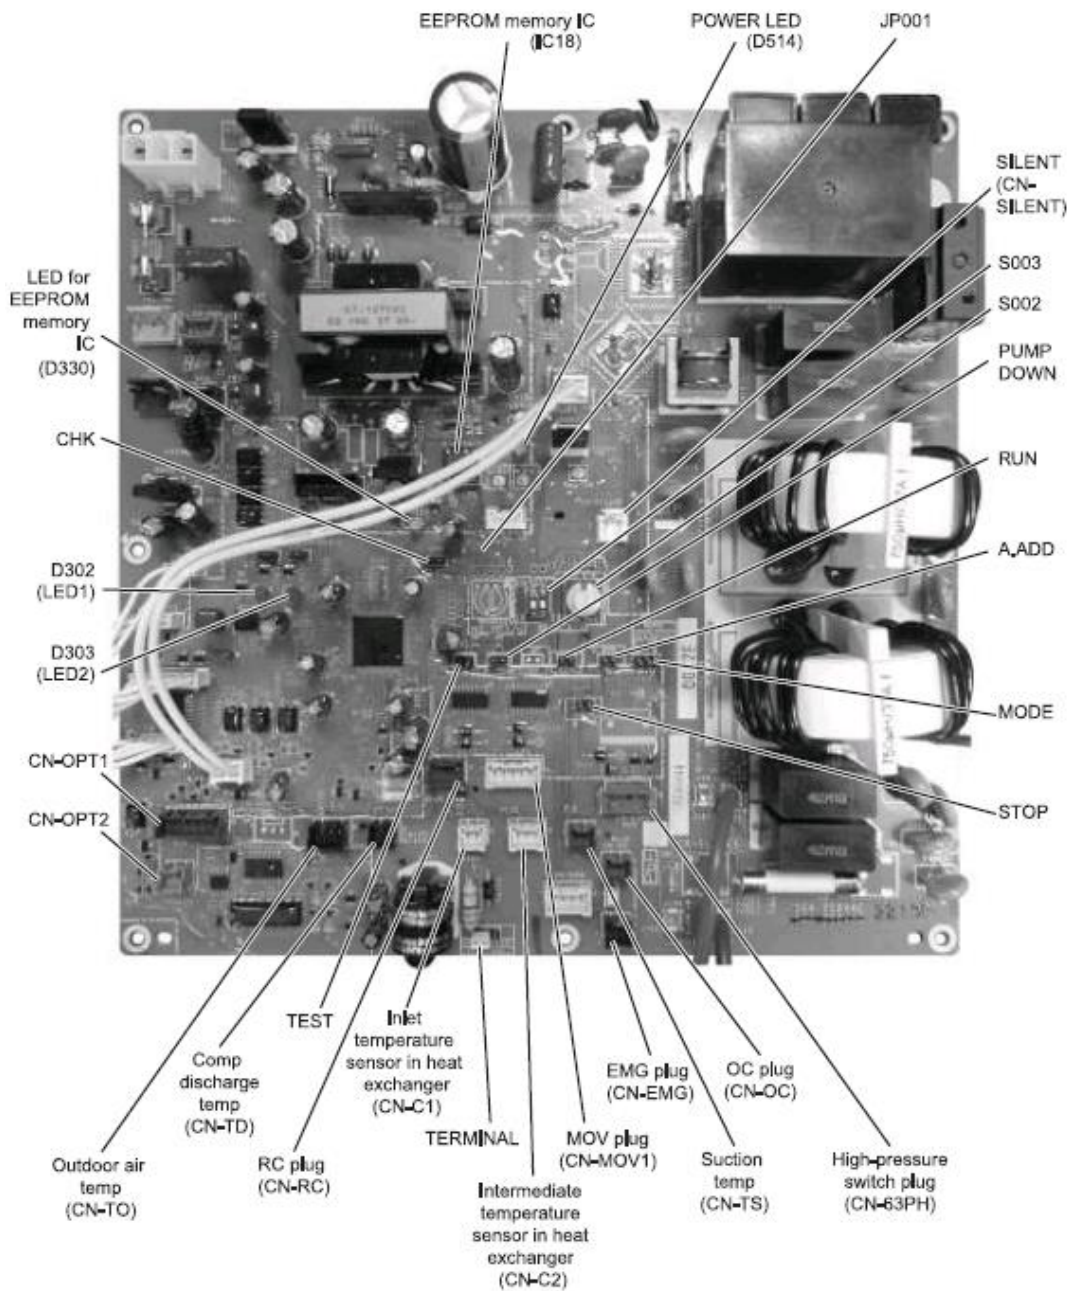 EEPROM memory IC
(IC18)
POWER LED
(D514)
JP001
SILENT
(CN-
SILENT)
S003
S002
PUMP
DOWN
RUN
A.ADD
MODE
STOP
LED for
EEPROM
memory
IC
(D330)
CHK
D302
(LED1)
D303
(LED2)
CN-OPT1
CN-OPT2
Outdoor air
temp
(CN-TO)
Comp
discharge
temp
(CN-TD)
TEST
RC plug
(CN-RC)
Inlet
temperature
sensor in heat
exchanger
(CN-C1)
TERMINAL
Intermediate
temperature
sensor in heat
exchanger
(CN-C2)
MOV plug
(CN-MOV1)
EMG plug
(CN-EMG)
Suction
temp
(CN-TS)
OC plug
(CN-OC)
High-pressure
switch plug
(CN-63PH)